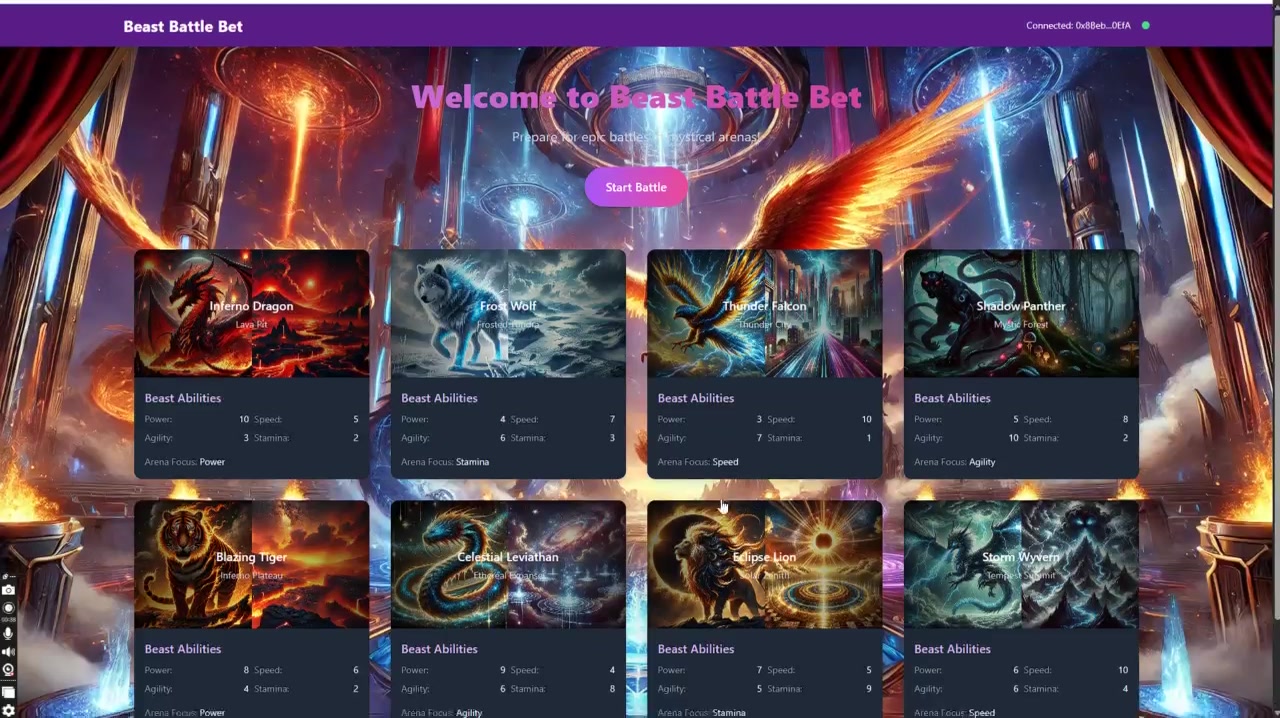 Beast Battle Bet
Connected: 0x8Beb...0EfA
Welcome to Beast Battle Bet
Prepare for epic battles in mystical arenas!
Start Battle
Inferno Dragon
Lava Pit
Beast Abilities
Power: 10 Speed: 5
Agility: 3 Stamina: 2
Arena Focus: Power
Frost Wolf
Frosted Tundra
Beast Abilities
Power: 4 Speed: 7
Agility: 6 Stamina: 3
Arena Focus: Stamina
Thunder Falcon
Thunder City
Beast Abilities
Power: 3 Speed: 10
Agility: 7 Stamina: 1
Arena Focus: Speed
Shadow Panther
Mystic Forest
Beast Abilities
Power: 5 Speed: 8
Agility: 10 Stamina: 2
Arena Focus: Agility
Blazing Tiger
Inferno Plateau
Beast Abilities
Power: 8 Speed: 6
Agility: 4 Stamina: 2
Arena Focus: Power
Celestial Leviathan
Ethereal Expanse
Beast Abilities
Power: 9 Speed: 4
Agility: 6 Stamina: 8
Arena Focus: Agility
Eclipse Lion
Solar Zenith
Beast Abilities
Power: 7 Speed: 5
Agility: 5 Stamina: 9
Arena Focus: Stamina
Storm Wyvern
Tempest Summit
Beast Abilities
Power: 6 Speed: 10
Agility: 6 Stamina: 4
Arena Focus: Speed